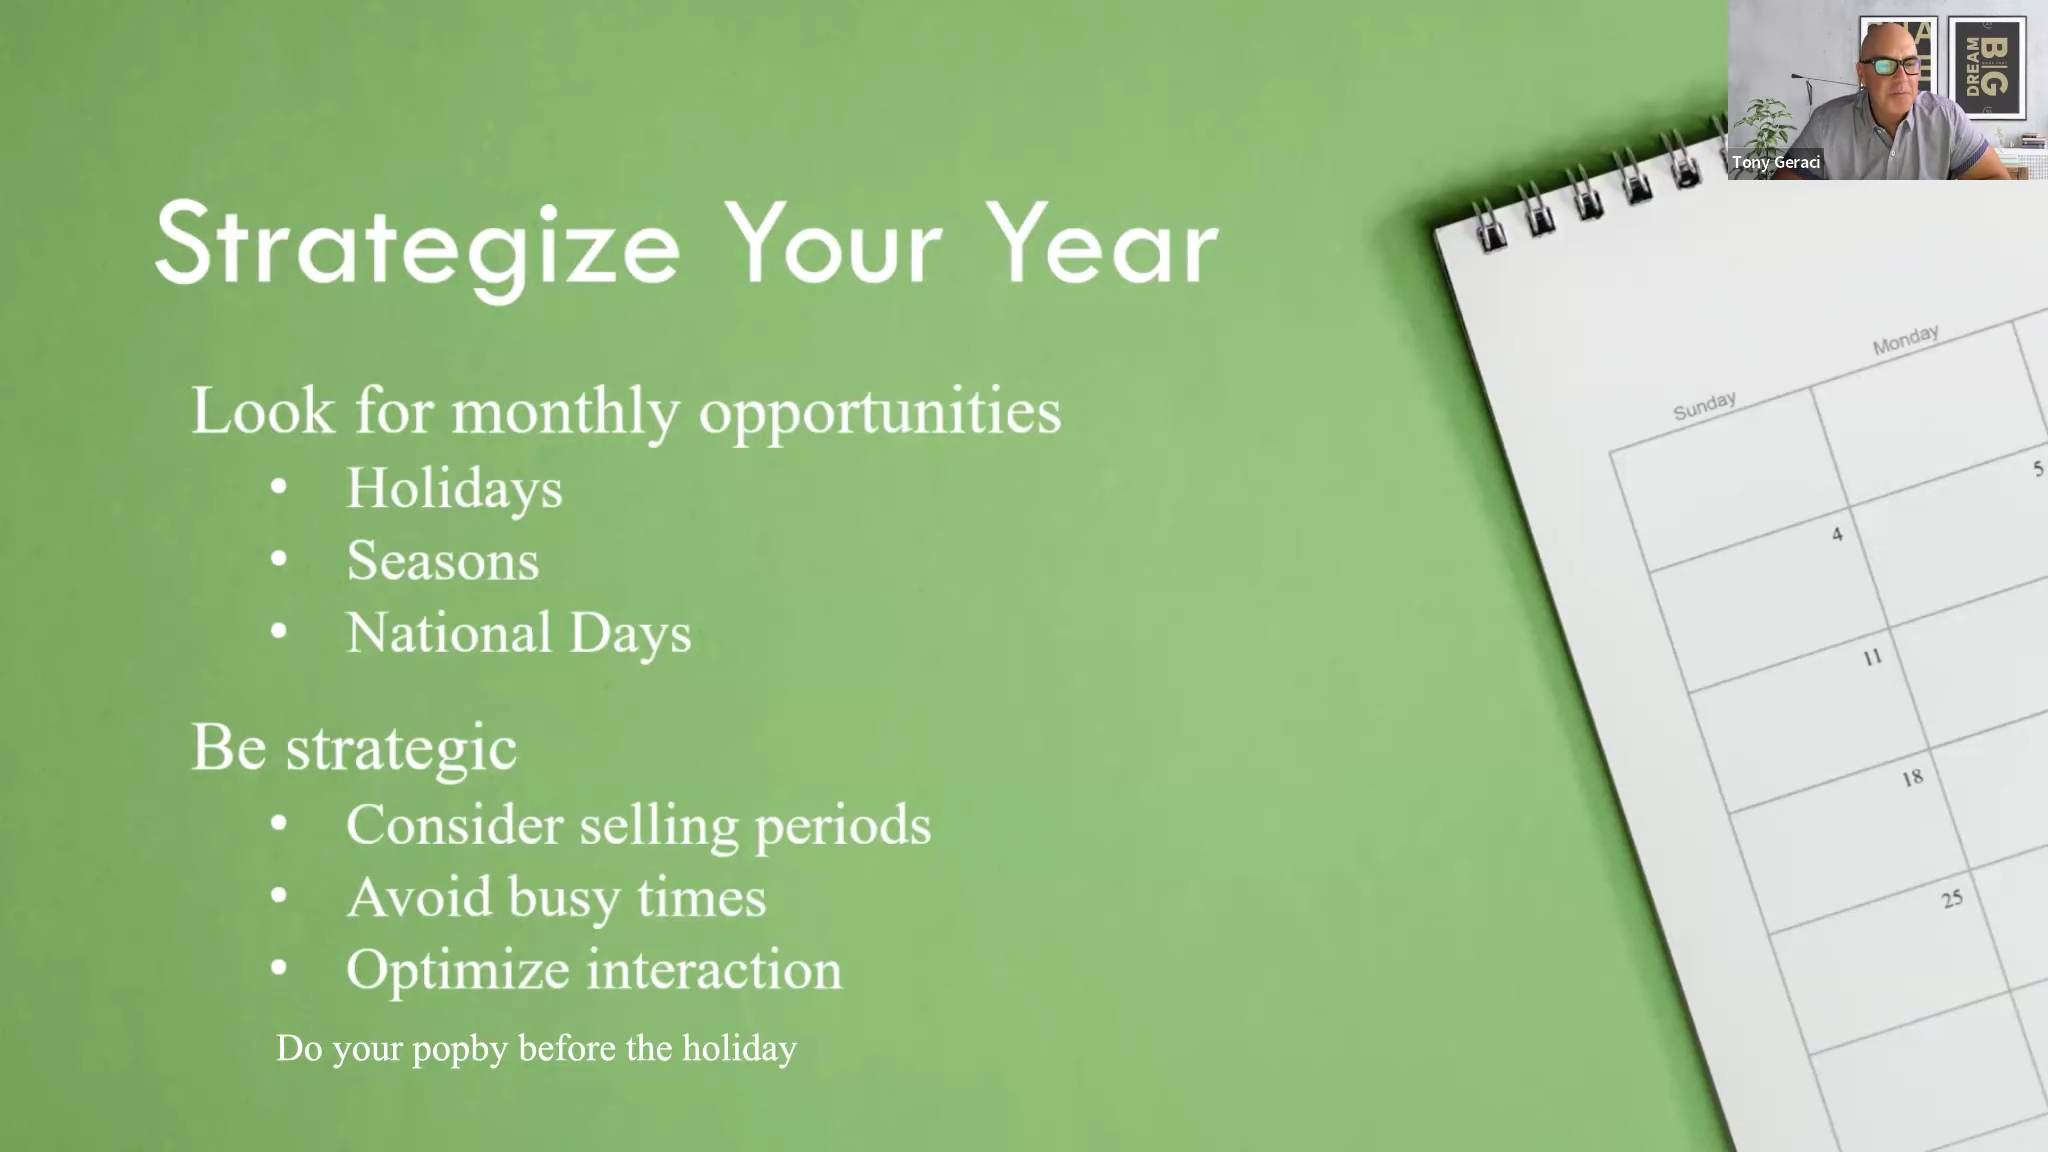 Strategize Your Year
Look for monthly opportunities
• Holidays
• Seasons
• National Days
Be strategic
• Consider selling periods
• Avoid busy times
• Optimize interaction
Do your popby before the holiday
DREAM
BIG
Tony Geraci
Sunday
Monday
5
4
11
18
25